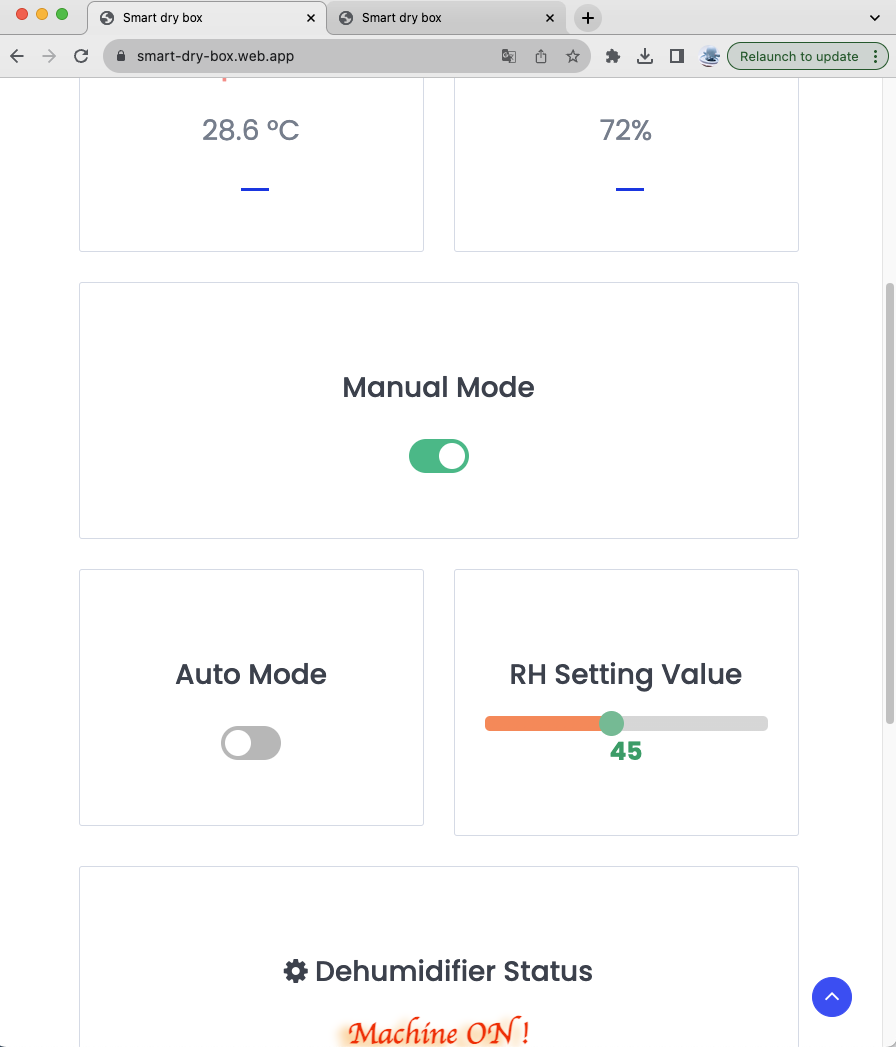 Smart dry box
Smart dry box
smart-dry-box.web.app
Relaunch to update
28.6 °C
72%
Manual Mode
Auto Mode
RH Setting Value
45
Dehumidifier Status
Machine ON !